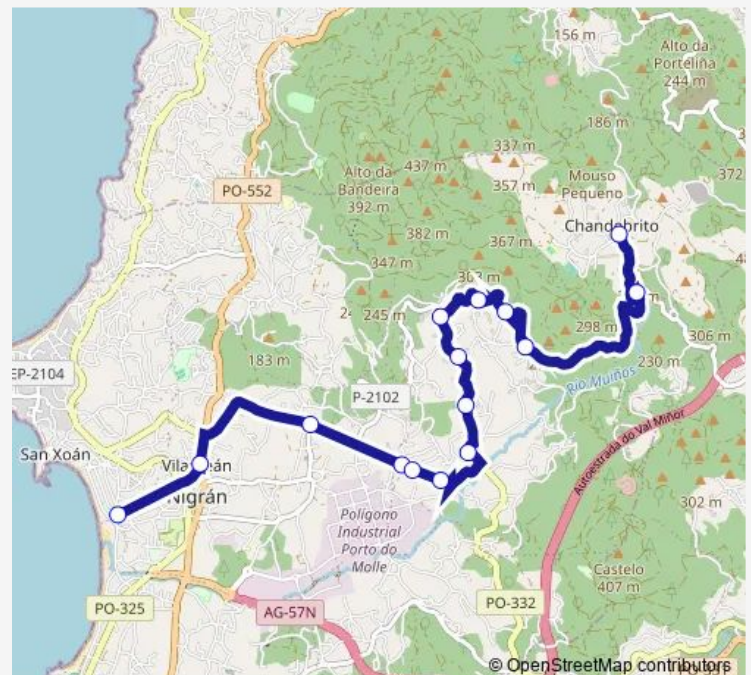 156 m
Alto da
Porteliña
244 m
186 m
337 m
437 m
357 m
Mouso
Pequeno
372
Alto da
Bandeira
392 m
PO-552
382 m
367 m
Chandebrito
347 m
245 m
298 m
306 m
230 m
183 m
EP-2104
P-2102
Río Muíños
Autoestrada do Val Miñor
San Xoán
Nigrán
Polígono
Industrial
Porto do
Molle
302 m
Castelo
407 m
PO-325
AG-57N
PO-332
© OpenStreetMap contributors